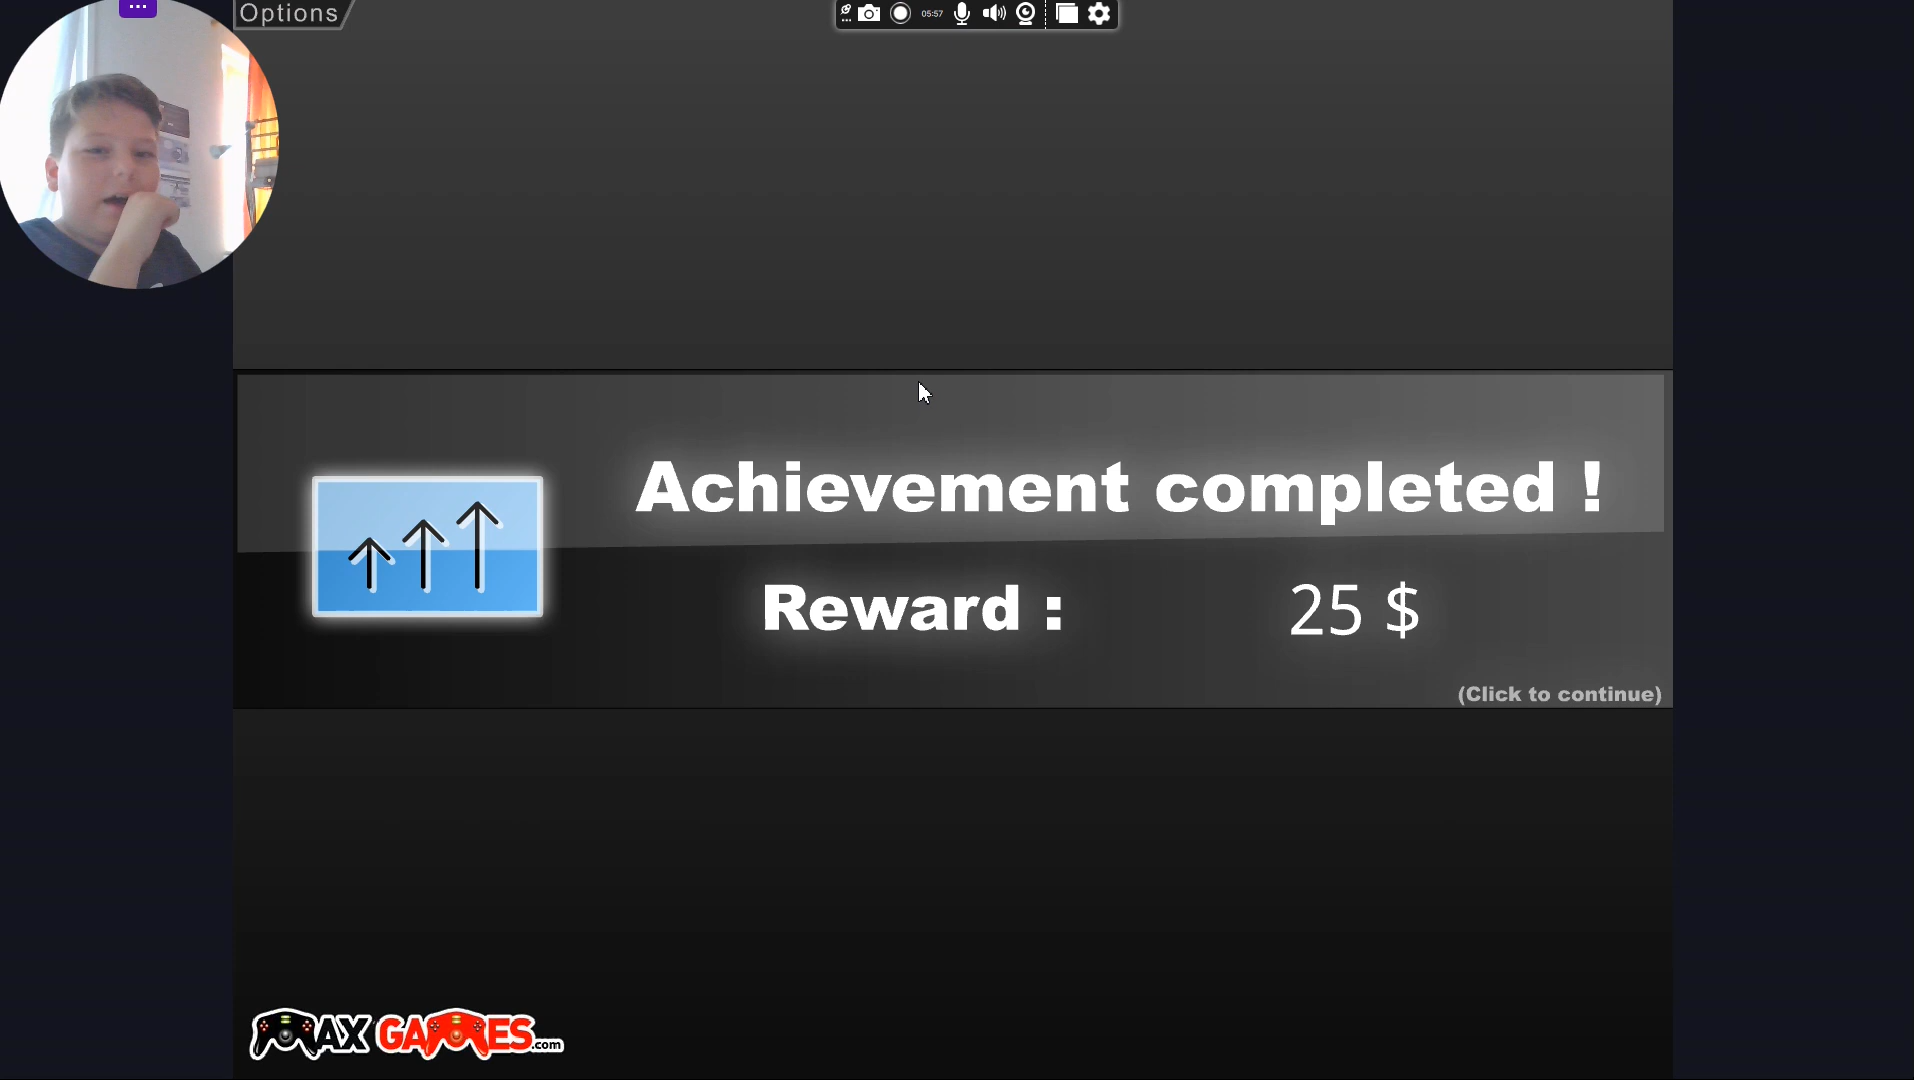 Options
05:57
Achievement completed !
Reward : 25 $
(Click to continue)
MAX GAMES.com